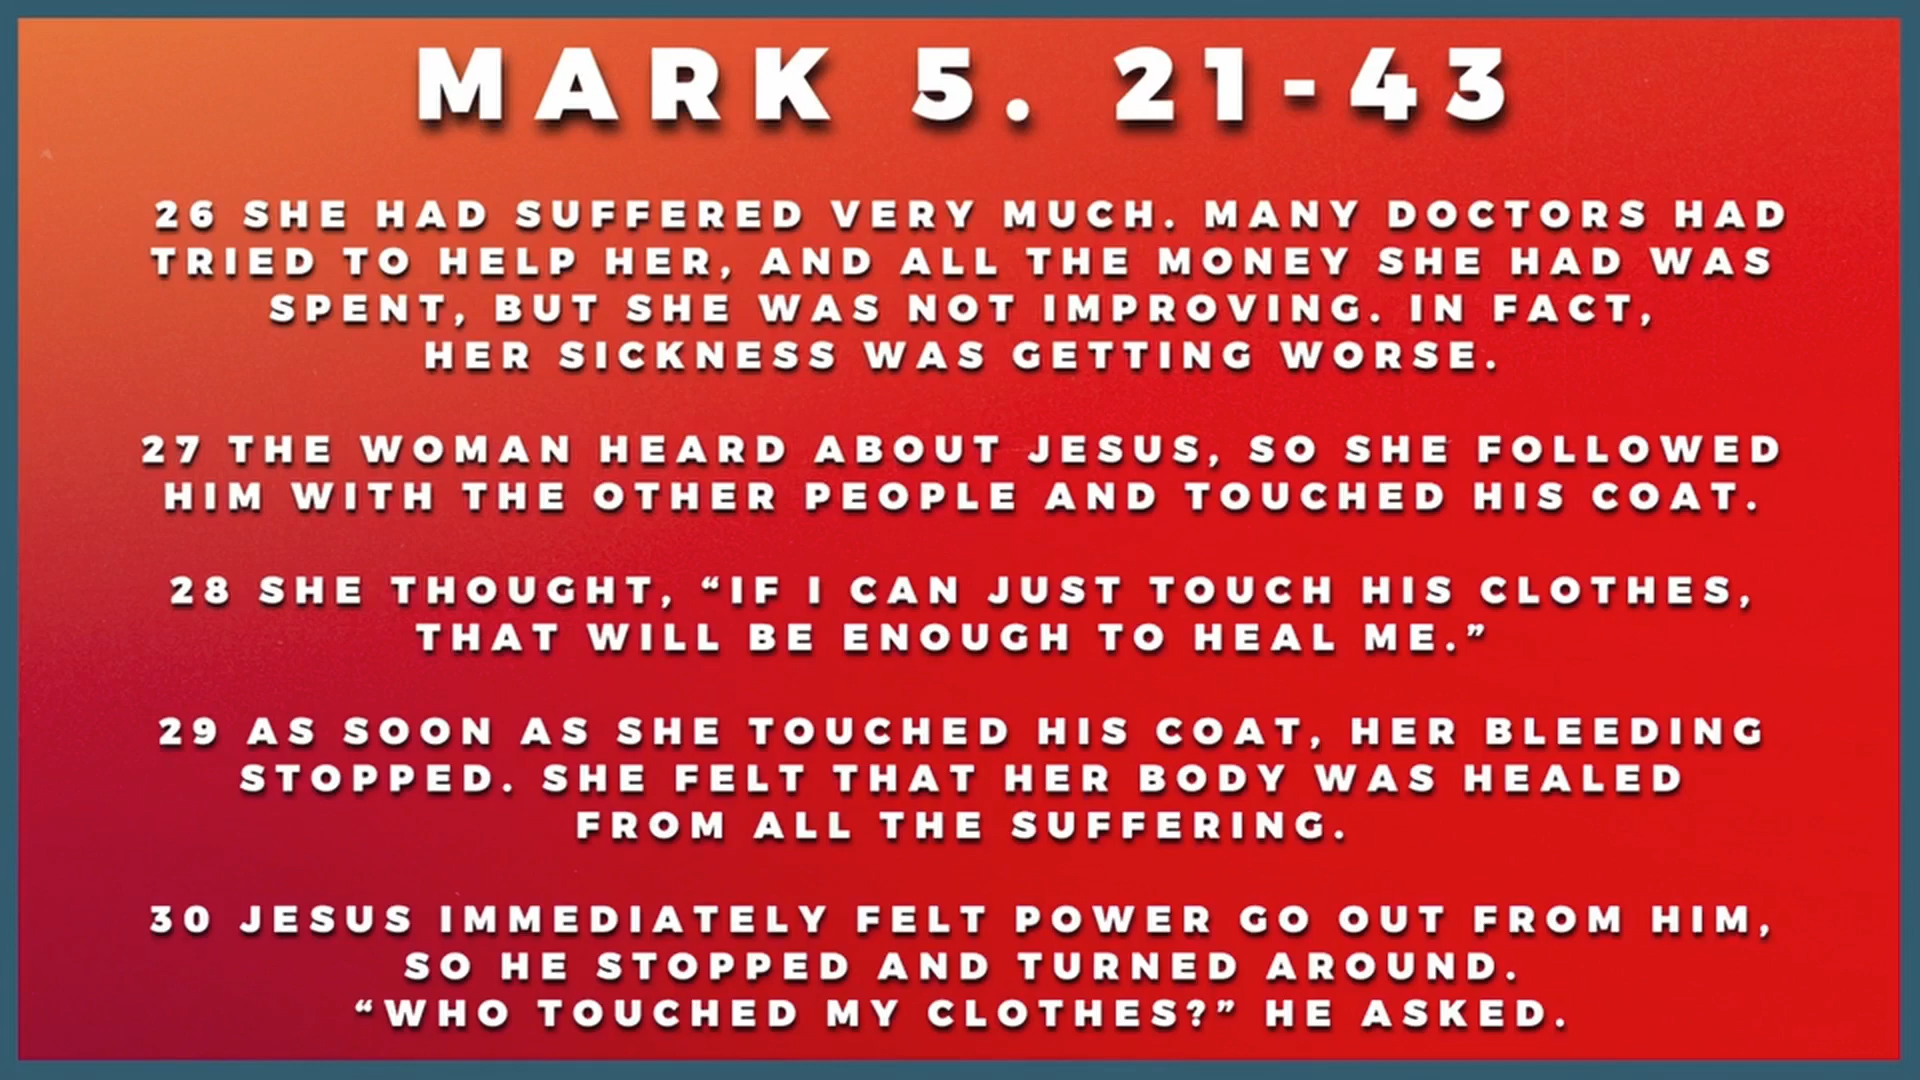 MARK 5. 21-43
26 SHE HAD SUFFERED VERY MUCH. MANY DOCTORS HAD
TRIED TO HELP HER, AND ALL THE MONEY SHE HAD WAS
SPENT, BUT SHE WAS NOT IMPROVING. IN FACT,
HER SICKNESS WAS GETTING WORSE.
27 THE WOMAN HEARD ABOUT JESUS, SO SHE FOLLOWED
HIM WITH THE OTHER PEOPLE AND TOUCHED HIS COAT.
28 SHE THOUGHT, “IF I CAN JUST TOUCH HIS CLOTHES,
THAT WILL BE ENOUGH TO HEAL ME.”
29 AS SOON AS SHE TOUCHED HIS COAT, HER BLEEDING
STOPPED. SHE FELT THAT HER BODY WAS HEALED
FROM ALL THE SUFFERING.
30 JESUS IMMEDIATELY FELT POWER GO OUT FROM HIM,
SO HE STOPPED AND TURNED AROUND.
“WHO TOUCHED MY CLOTHES?” HE ASKED.